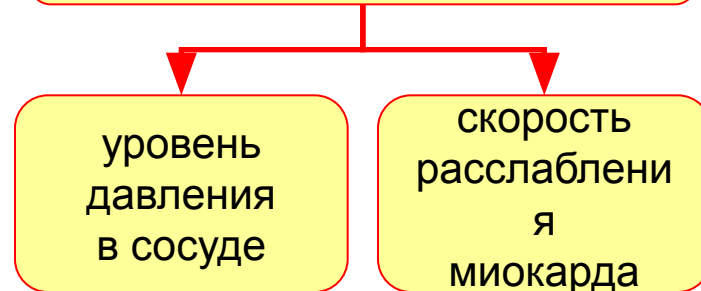 уровень
давления
в сосуде
скорость
расслаблени
я
миокарда